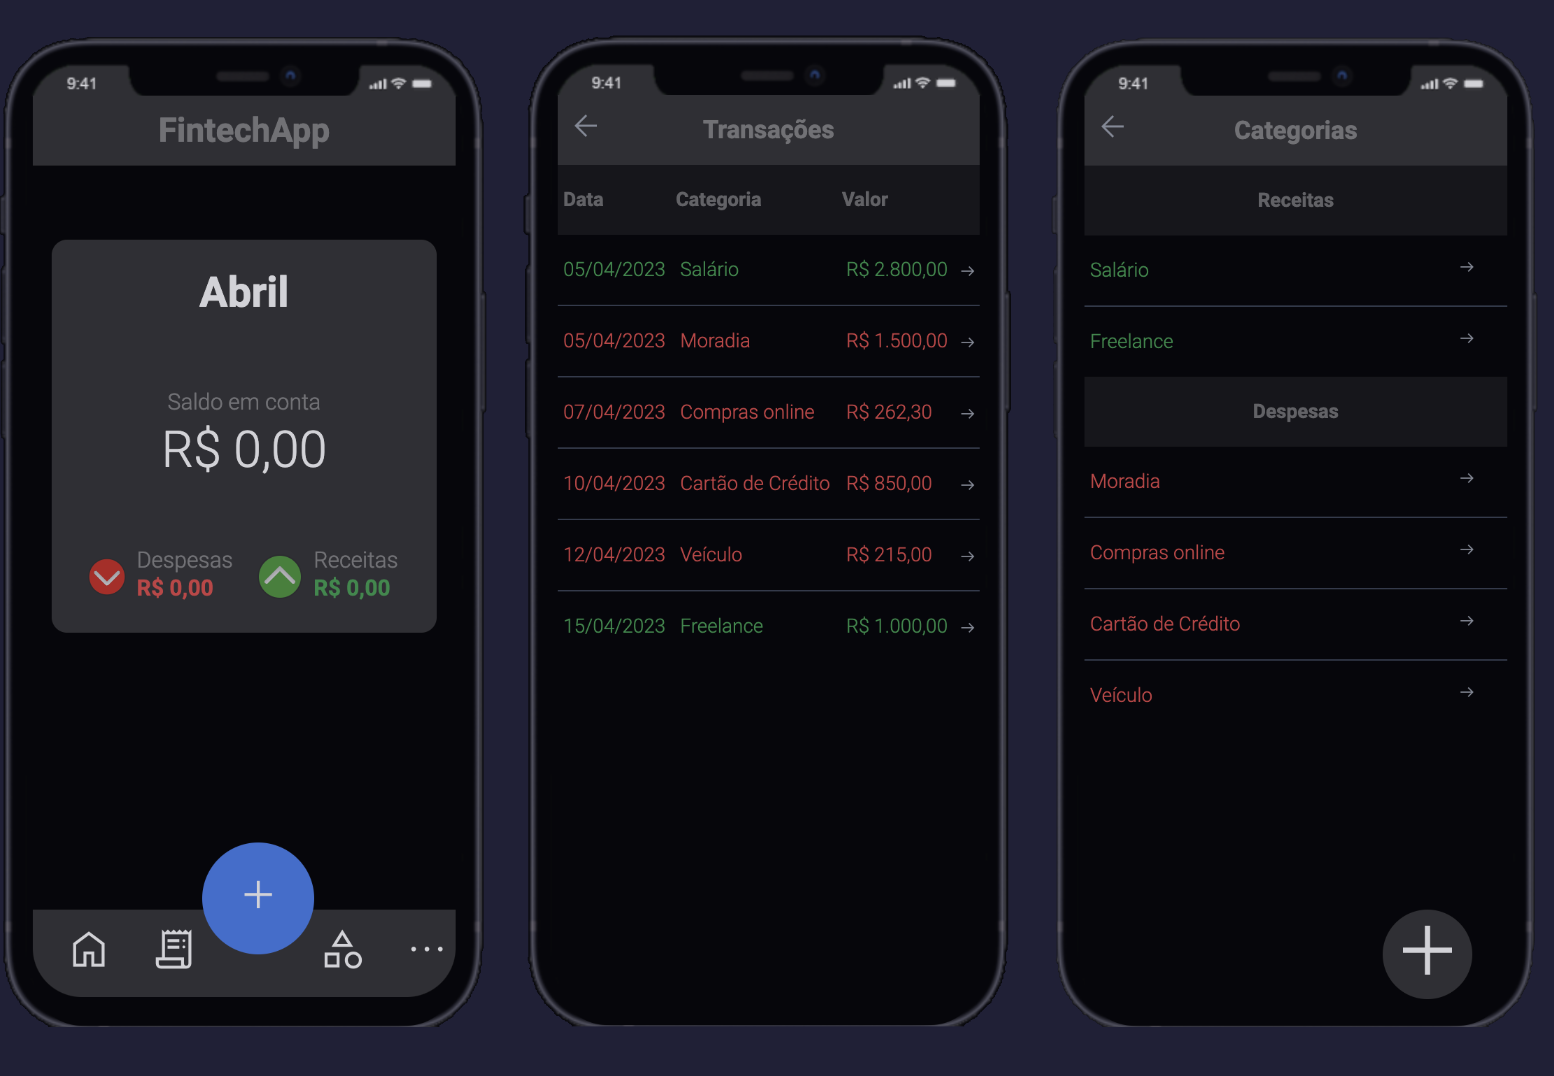 9:41
FintechApp
Abril
Saldo em conta
R$ 0,00
Despesas
R$ 0,00
Receitas
R$ 0,00
9:41
Transações
Data Categoria Valor
05/04/2023 Salário R$ 2.800,00
05/04/2023 Moradia R$ 1.500,00
07/04/2023 Compras online R$ 262,30
10/04/2023 Cartão de Crédito R$ 850,00
12/04/2023 Veículo R$ 215,00
15/04/2023 Freelance R$ 1.000,00
9:41
Categorias
Receitas
Salário
Freelance
Despesas
Moradia
Compras online
Cartão de Crédito
Veículo